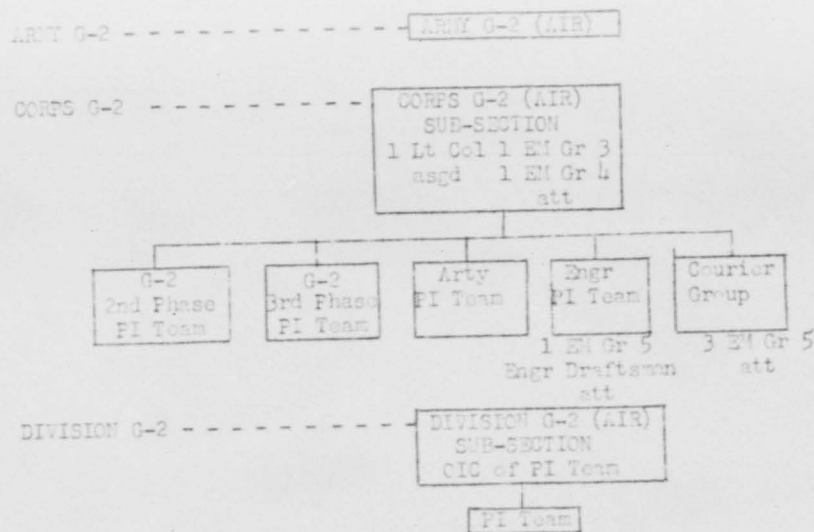 ARMY G-2 - - - - - - - - - - - - - - ARMY G-2 (AIR)
CORPS G-2 - - - - - - - - - - - - CORPS G-2 (AIR)
SUB-SECTION
1 Lt Col 1 EM Gr 3
asgd 1 EM Gr 4
att
G-2
2nd Phase
PI Team
G-2
3rd Phase
PI Team
Arty
PI Team
Engr
PI Team
1 EM Gr 5
Engr Draftsman
att
Courier
Group
3 EM Gr 5
att
DIVISION G-2 - - - - - - - - - - - - DIVISION G-2 (AIR)
SUB-SECTION
OIC of PI Team
PI Team